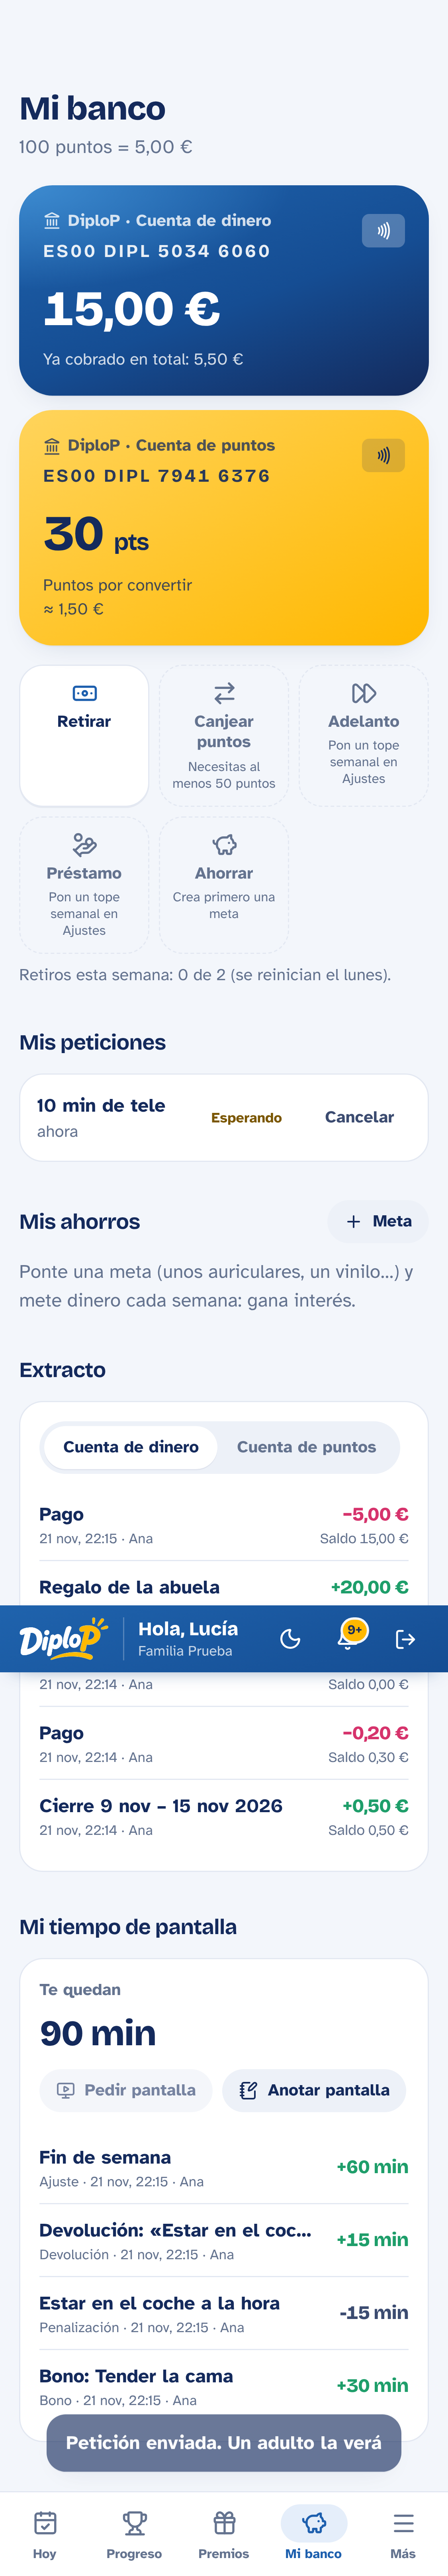 Mi banco
100 puntos = 5,00 €
DiploP · Cuenta de dinero
ES00 DIPL 5034 6060
15,00 €
Ya cobrado en total: 5,50 €
DiploP · Cuenta de puntos
ES00 DIPL 7941 6376
30 pts
Puntos por convertir
≈ 1,50 €
Retirar
Canjear
puntos
Necesitas al
menos 50 puntos
Adelanto
Pon un tope
semanal en
Ajustes
Préstamo
Pon un tope
semanal en
Ajustes
Ahorrar
Crea primero una
meta
Retiros esta semana: 0 de 2 (se reinician el lunes).
Mis peticiones
10 min de tele
ahora
Esperando
Cancelar
Mis ahorros
Meta
Ponte una meta (unos auriculares, un vinilo...) y
mete dinero cada semana: gana interés.
Extracto
Cuenta de dinero
Cuenta de puntos
Pago
−5,00 €
21 nov, 22:15 · Ana
Saldo 15,00 €
Regalo de la abuela
+20,00 €
DiploP
Hola, Lucía
Familia Prueba
9+
21 nov, 22:14 · Ana
Saldo 0,00 €
Pago
−0,20 €
21 nov, 22:14 · Ana
Saldo 0,30 €
Cierre 9 nov – 15 nov 2026
+0,50 €
21 nov, 22:14 · Ana
Saldo 0,50 €
Mi tiempo de pantalla
Te quedan
90 min
Pedir pantalla
Anotar pantalla
Fin de semana
+60 min
Ajuste · 21 nov, 22:15 · Ana
Devolución: «Estar en el coc...
+15 min
Devolución · 21 nov, 22:15 · Ana
Estar en el coche a la hora
-15 min
Penalización · 21 nov, 22:15 · Ana
Bono: Tender la cama
+30 min
Bono · 21 nov, 22:15 · Ana
Petición enviada. Un adulto la verá
Hoy
Progreso
Premios
Mi banco
Más